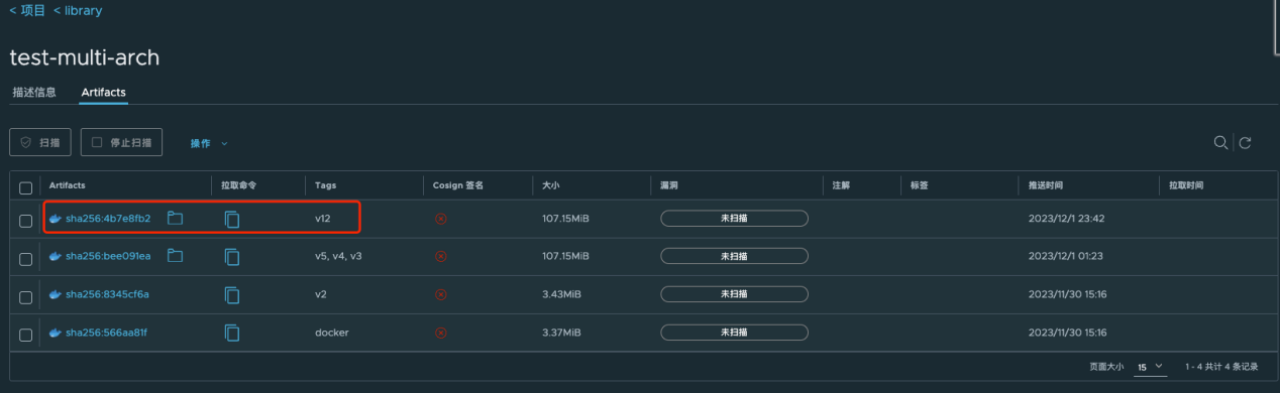 < 项目 < library
test-multi-arch
描述信息 Artifacts
扫描 停止扫描 操作
Artifacts 拉取命令 Tags Cosign 签名 大小 漏洞 注解 标签 推送时间 拉取时间
sha256:4b7e8fb2 v12 107.15MiB 未扫描 2023/12/1 23:42
sha256:bee091ea v5, v4, v3 107.15MiB 未扫描 2023/12/1 01:23
sha256:8345cf6a v2 3.43MiB 未扫描 2023/11/30 15:16
sha256:566aa81f docker 3.37MiB 未扫描 2023/11/30 15:16
页面大小 15 1 - 4 共计 4 条记录